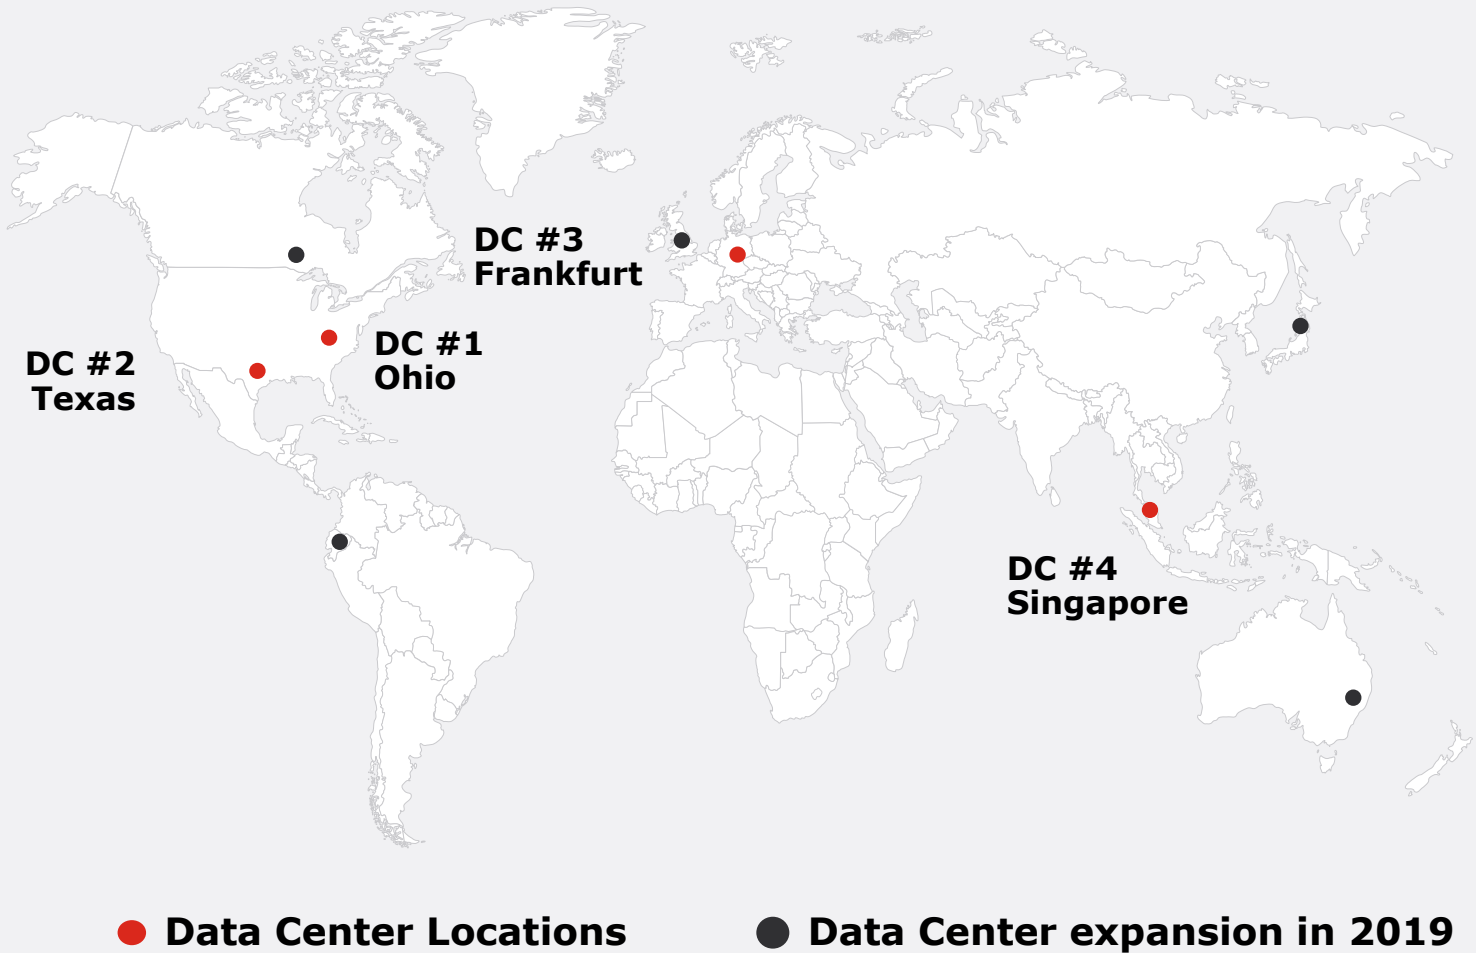 DC #3
Frankfurt
DC #1
Ohio
DC #2
Texas
DC #4
Singapore
Data Center Locations
Data Center expansion in 2019